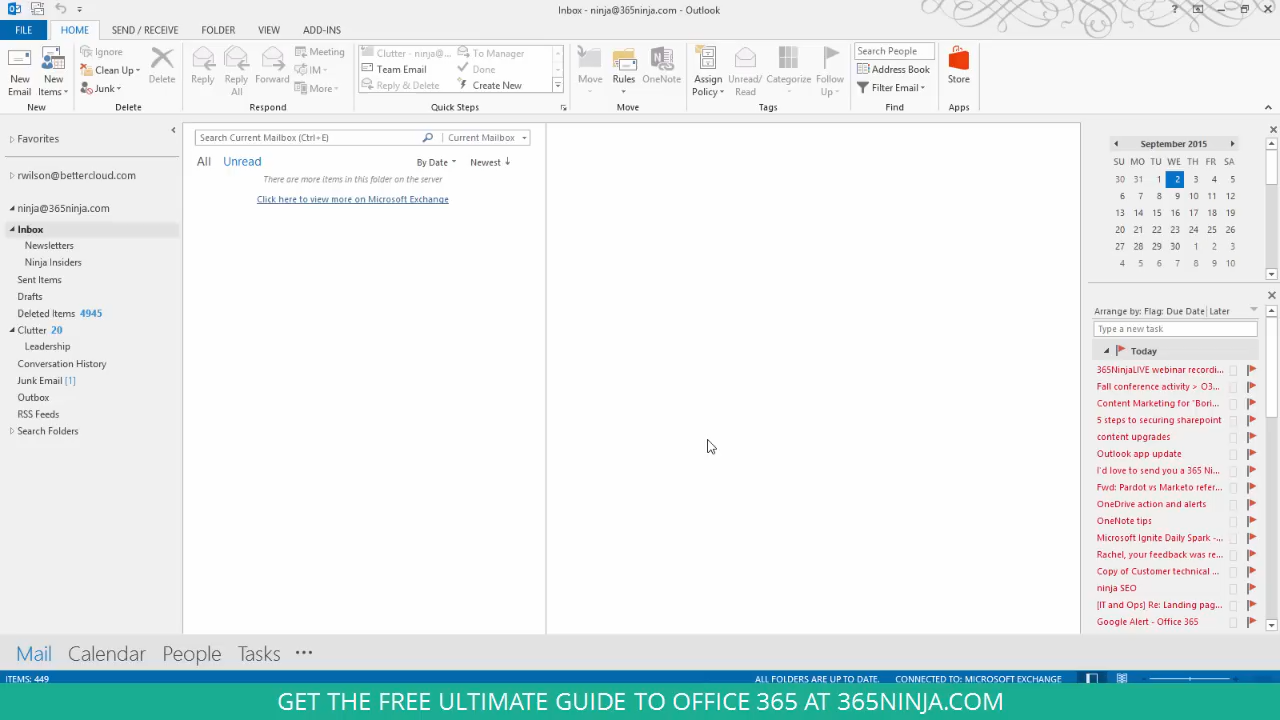 Inbox - ninja@365ninja.com - Outlook
FILE HOME SEND / RECEIVE FOLDER VIEW ADD-INS
New Email
New Items
Ignore
Clean Up
Junk
Delete
Reply
Reply All
Forward
Meeting
IM
More
Clutter - ninja@...
Team Email
Reply & Delete
To Manager
Done
Create New
Move
Rules
OneNote
Assign Policy
Unread/ Read
Categorize
Follow Up
Search People
Address Book
Filter Email
Store
New Delete Respond Quick Steps Move Tags Find Apps
Favorites
rwilson@bettercloud.com
ninja@365ninja.com
Inbox
Newsletters
Ninja Insiders
Sent Items
Drafts
Deleted Items 4945
Clutter 20
Leadership
Conversation History
Junk Email [1]
Outbox
RSS Feeds
Search Folders
Search Current Mailbox (Ctrl+E) Current Mailbox
All Unread By Date Newest
There are more items in this folder on the server
Click here to view more on Microsoft Exchange
September 2015
SU MO TU WE TH FR SA
30 31 1 2 3 4 5
6 7 8 9 10 11 12
13 14 15 16 17 18 19
20 21 22 23 24 25 26
27 28 29 30 1 2 3
4 5 6 7 8 9 10
Arrange by: Flag: Due Date Later
Type a new task
Today
365NinjaLIVE webinar recordi...
Fall conference activity > O3...
Content Marketing for "Bori...
5 steps to securing sharepoint
content upgrades
Outlook app update
I'd love to send you a 365 Ni...
Fwd: Pardot vs Marketo refer...
OneDrive action and alerts
OneNote tips
Microsoft Ignite Daily Spark -...
Rachel, your feedback was re...
Copy of Customer technical ...
ninja SEO
[IT and Ops] Re: Landing pag...
Google Alert - Office 365
Mail Calendar People Tasks ...
ITEMS: 449 ALL FOLDERS ARE UP TO DATE. CONNECTED TO: MICROSOFT EXCHANGE
GET THE FREE ULTIMATE GUIDE TO OFFICE 365 AT 365NINJA.COM